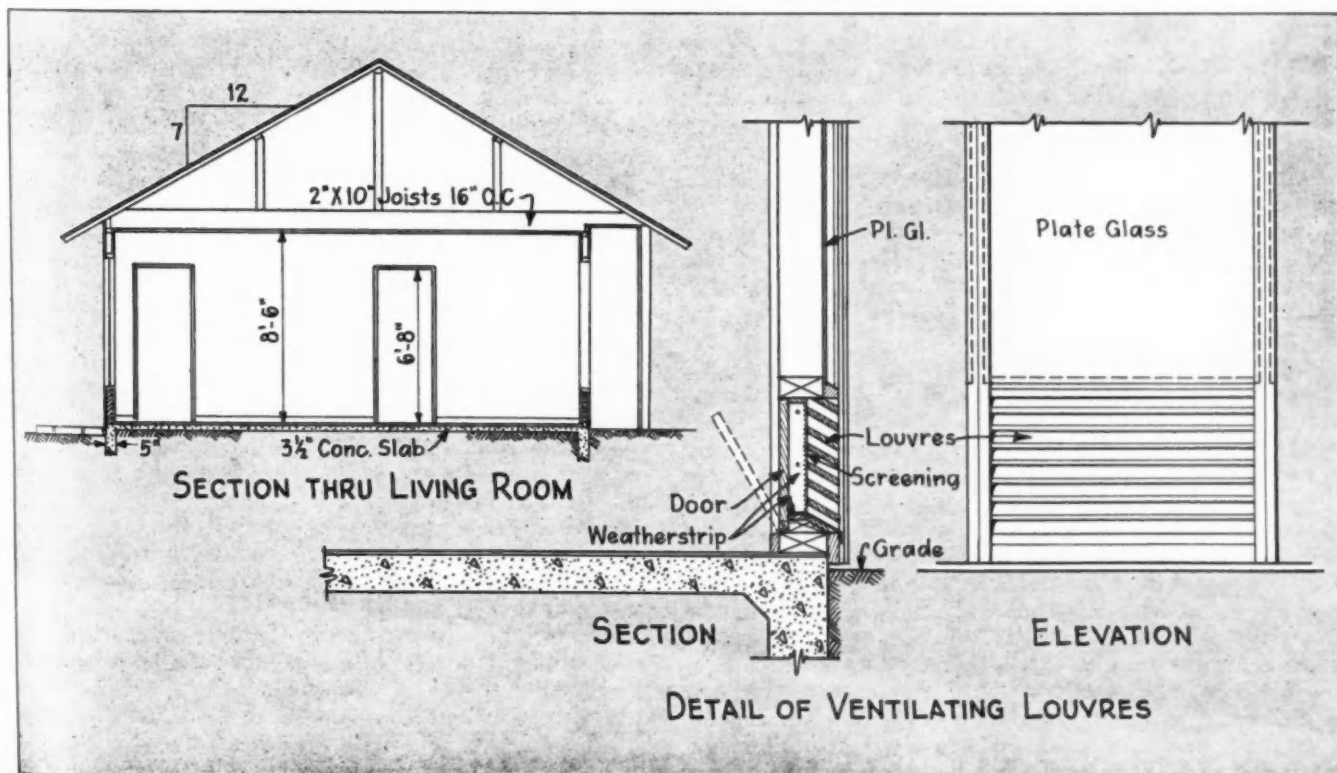 12
7
2"X10" Joists 16" O.C
8'-6"
6'-8"
5"
3½" Conc. Slab
SECTION THRU LIVING ROOM
Pl. Gl.
Plate Glass
Louvres
Screening
Door
Weatherstrip
Grade
SECTION
ELEVATION
DETAIL OF VENTILATING LOUVRES